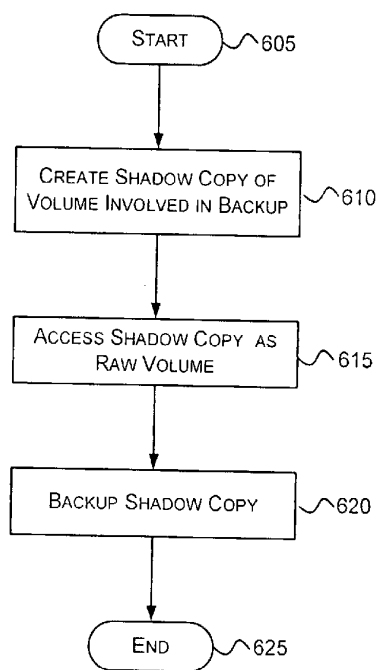 START
605
CREATE SHADOW COPY OF
VOLUME INVOLVED IN BACKUP
610
ACCESS SHADOW COPY AS
RAW VOLUME
615
BACKUP SHADOW COPY
620
END
625